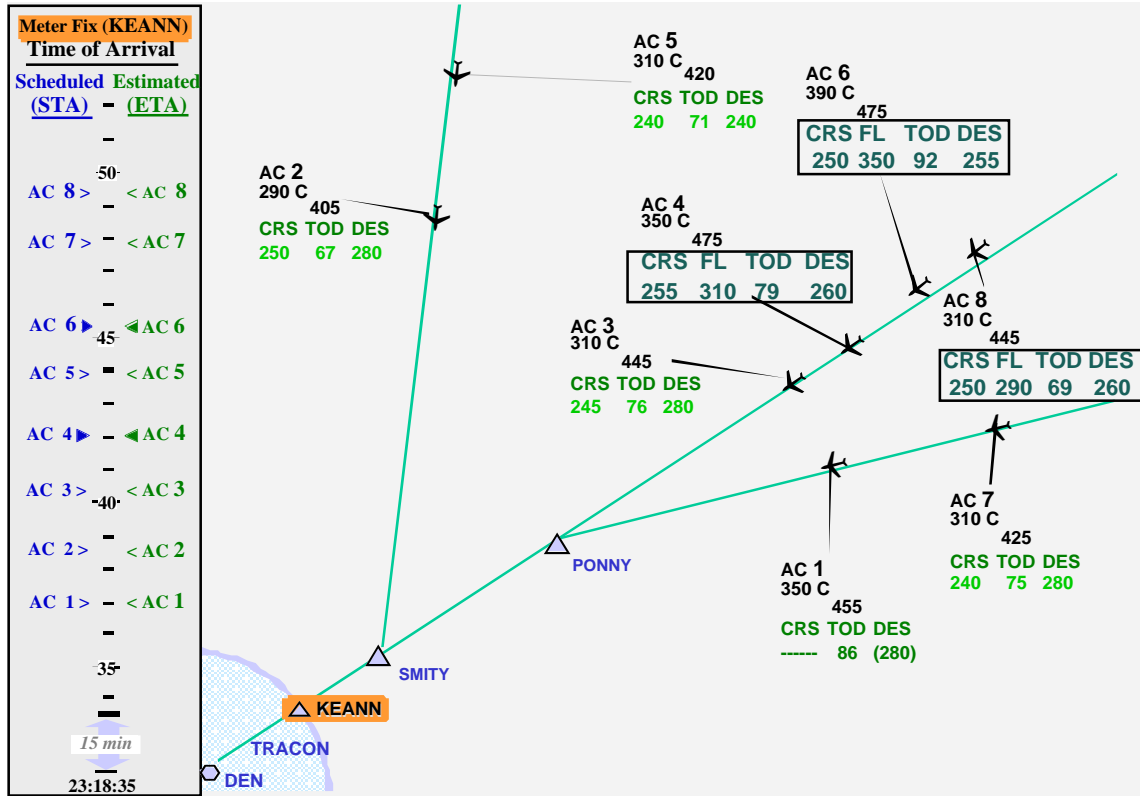 Meter Fix (KEANN)
Time of Arrival
Scheduled Estimated
(STA) (ETA)
50
AC 8 > < AC 8
AC 7 > < AC 7
AC 6 ► ◄ AC 6
45
AC 5 > < AC 5
AC 4 ► ◄ AC 4
AC 3 > < AC 3
40
AC 2 > < AC 2
AC 1 > < AC 1
35
15 min
23:18:35
AC 5
310 C
420
CRS TOD DES
240 71 240
AC 6
390 C
475
CRS FL TOD DES
250 350 92 255
AC 2
290 C
405
CRS TOD DES
250 67 280
AC 4
350 C
475
CRS FL TOD DES
255 310 79 260
AC 3
310 C
445
CRS TOD DES
245 76 280
AC 8
310 C
445
CRS FL TOD DES
250 290 69 260
AC 7
310 C
425
CRS TOD DES
240 75 280
AC 1
350 C
455
CRS TOD DES
------ 86 (280)
PONNY
SMITY
KEANN
TRACON
DEN